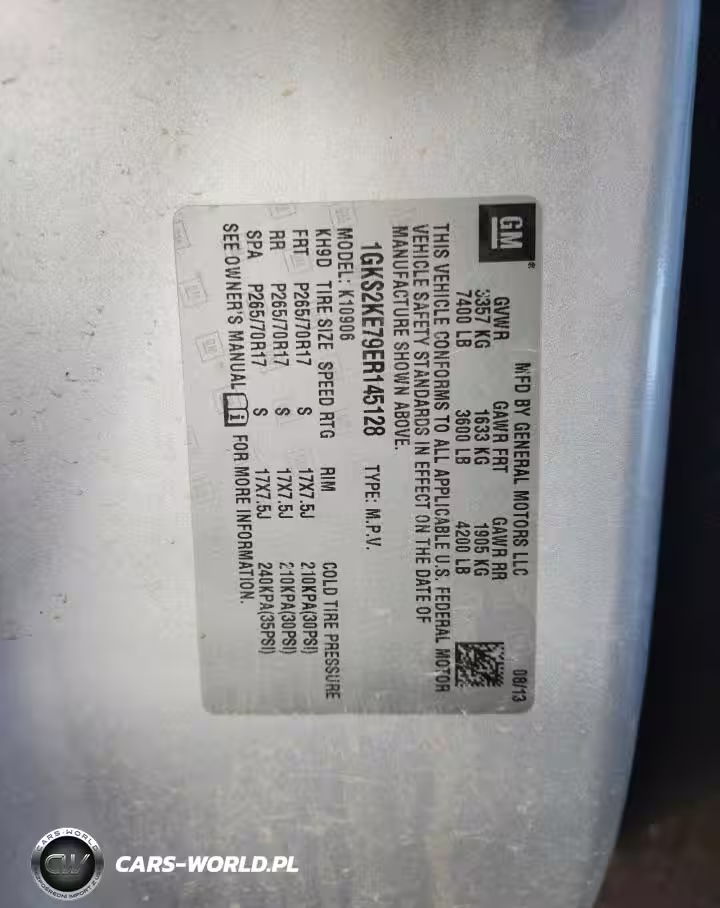 GM®
MFD BY GENERAL MOTORS LLC 08/13
GVWR GAWR FRT GAWR RR
3357 KG 1633 KG 1905 KG
7400 LB 3600 LB 4200 LB
THIS VEHICLE CONFORMS TO ALL APPLICABLE U.S. FEDERAL MOTOR
VEHICLE SAFETY STANDARDS IN EFFECT ON THE DATE OF
MANUFACTURE SHOWN ABOVE.
1GKS2KE79ER145128 TYPE: M.P.V.
MODEL: K10906
KH9D TIRE SIZE SPEED RTG RIM COLD TIRE PRESSURE
FRT P265/70R17 S 17X7.5J 210KPA(30PSI)
RR P265/70R17 S 17X7.5J 210KPA(30PSI)
SPA P265/70R17 S 17X7.5J 240KPA(35PSI)
SEE OWNER'S MANUAL FOR MORE INFORMATION.
CARS-WORLD
CW
CARS-WORLD.PL